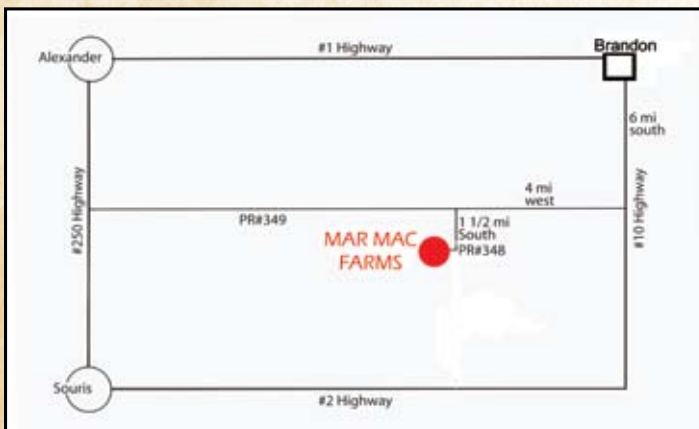 #1 Highway
Brandon
Alexander
6 mi
south
#250 Highway
4 mi
west
#10 Highway
PR#349
1 1/2 mi
South
PR#348
MAR MAC
FARMS
Souris
#2 Highway